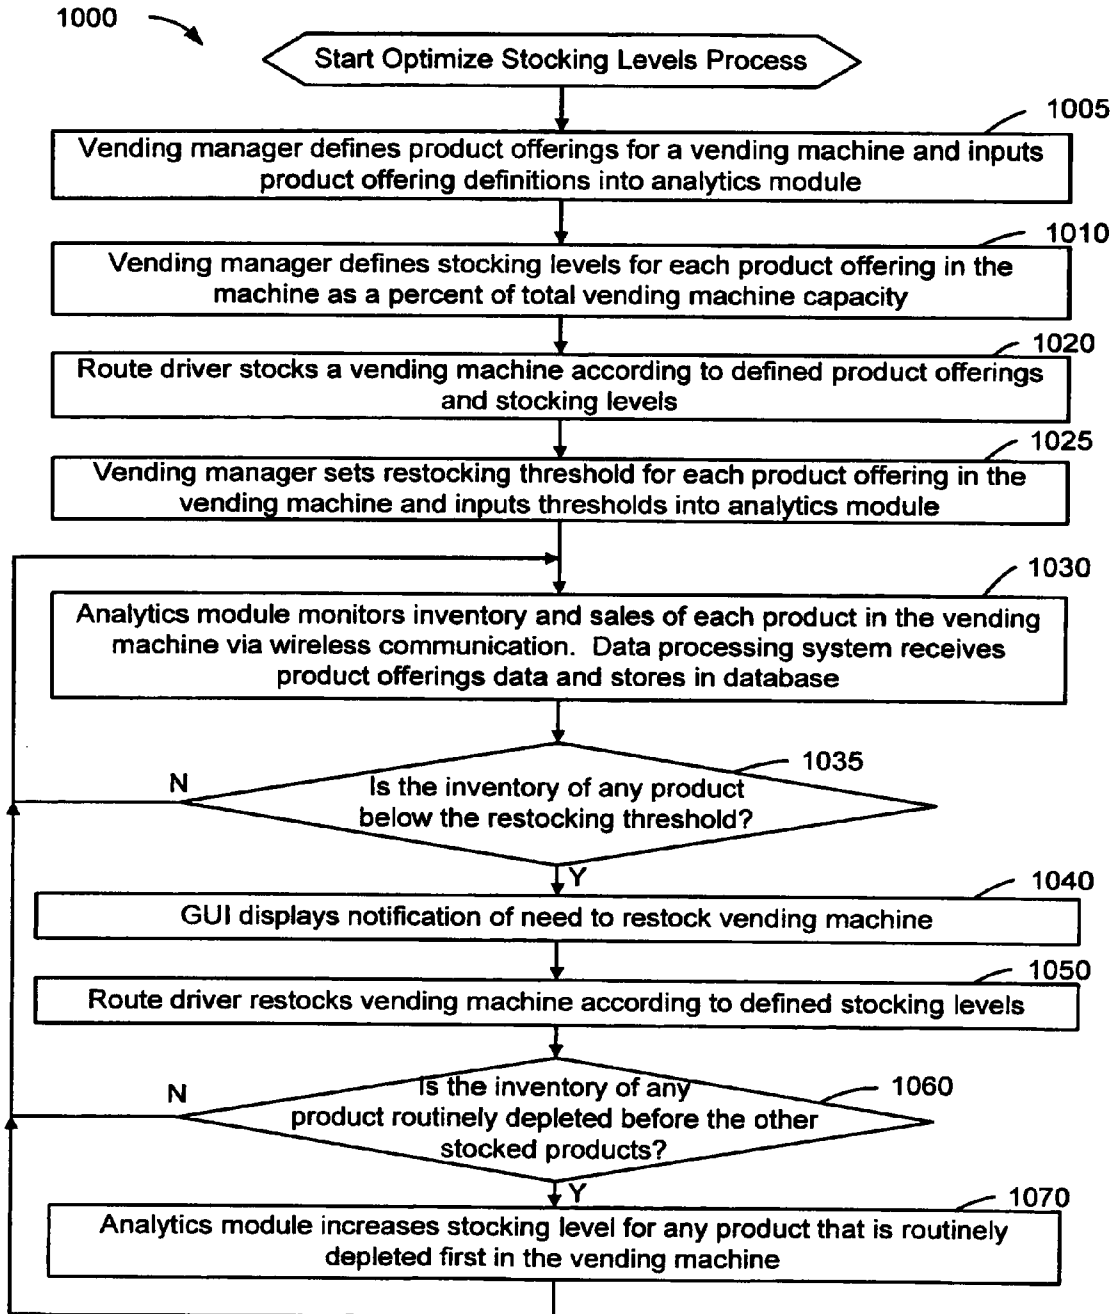 1000
Start Optimize Stocking Levels Process
1005
Vending manager defines product offerings for a vending machine and inputs
product offering definitions into analytics module
1010
Vending manager defines stocking levels for each product offering in the
machine as a percent of total vending machine capacity
1020
Route driver stocks a vending machine according to defined product offerings
and stocking levels
1025
Vending manager sets restocking threshold for each product offering in the
vending machine and inputs thresholds into analytics module
1030
Analytics module monitors inventory and sales of each product in the vending
machine via wireless communication. Data processing system receives
product offerings data and stores in database
1035
N
Is the inventory of any product
below the restocking threshold?
Y
1040
GUI displays notification of need to restock vending machine
1050
Route driver restocks vending machine according to defined stocking levels
1060
N
Is the inventory of any
product routinely depleted before the other
stocked products?
Y
1070
Analytics module increases stocking level for any product that is routinely
depleted first in the vending machine